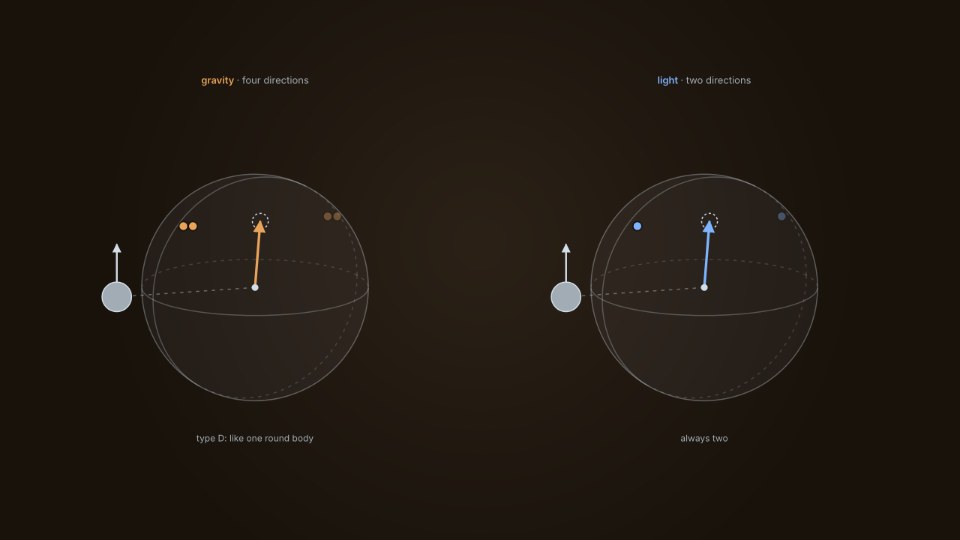 gravity · four directions
light · two directions
type D: like one round body
always two